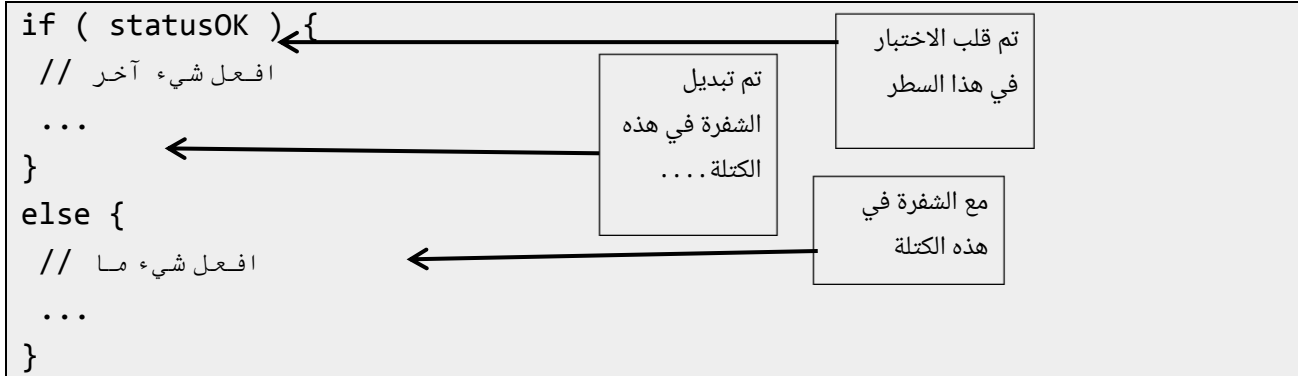 if ( statusOK ) {
// افعل شيء آخر
...
}
else {
// افعل شيء ما
...
}
تم قلب الاختبار
في هذا السطر
تم تبديل
الشفرة في هذه
الكتلة....
مع الشفرة في
هذه الكتلة